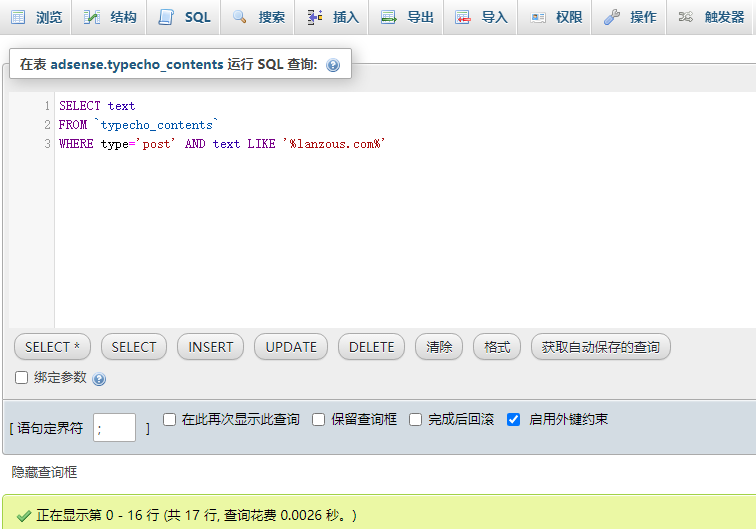 浏览 结构 SQL 搜索 插入 导出 导入 权限 操作 触发器
在表 adsense.typecho_contents 运行 SQL 查询:
1 SELECT text
2 FROM `typecho_contents`
3 WHERE type='post' AND text LIKE '%lanzous.com%'
SELECT * SELECT INSERT UPDATE DELETE 清除 格式 获取自动保存的查询
绑定参数
[ 语句定界符 ; ] 在此再次显示此查询 保留查询框 完成后回滚 启用外键约束
隐藏查询框
正在显示第 0 - 16 行 (共 17 行, 查询花费 0.0026 秒。)